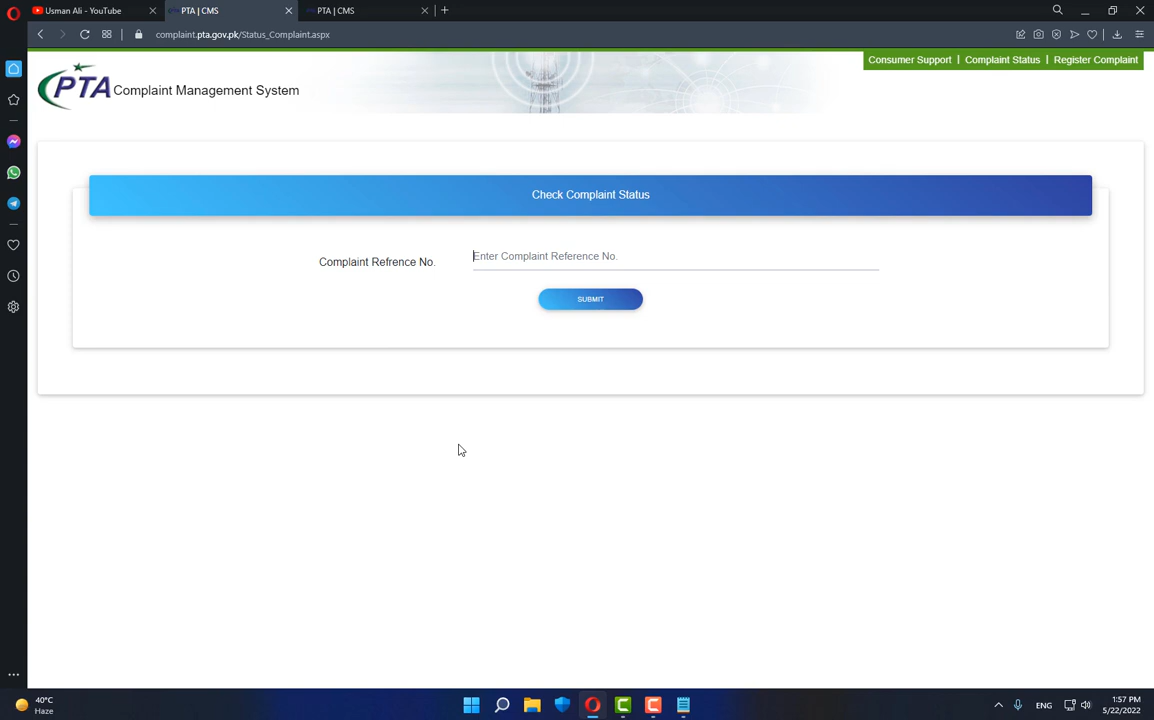 Usman Ali - YouTube
PTA | CMS
PTA | CMS
complaint.pta.gov.pk/Status_Complaint.aspx
Consumer Support | Complaint Status | Register Complaint
PTA Complaint Management System
Check Complaint Status
Complaint Refrence No.
Enter Complaint Reference No.
SUBMIT
40°C
Haze
ENG
1:57 PM
5/22/2022